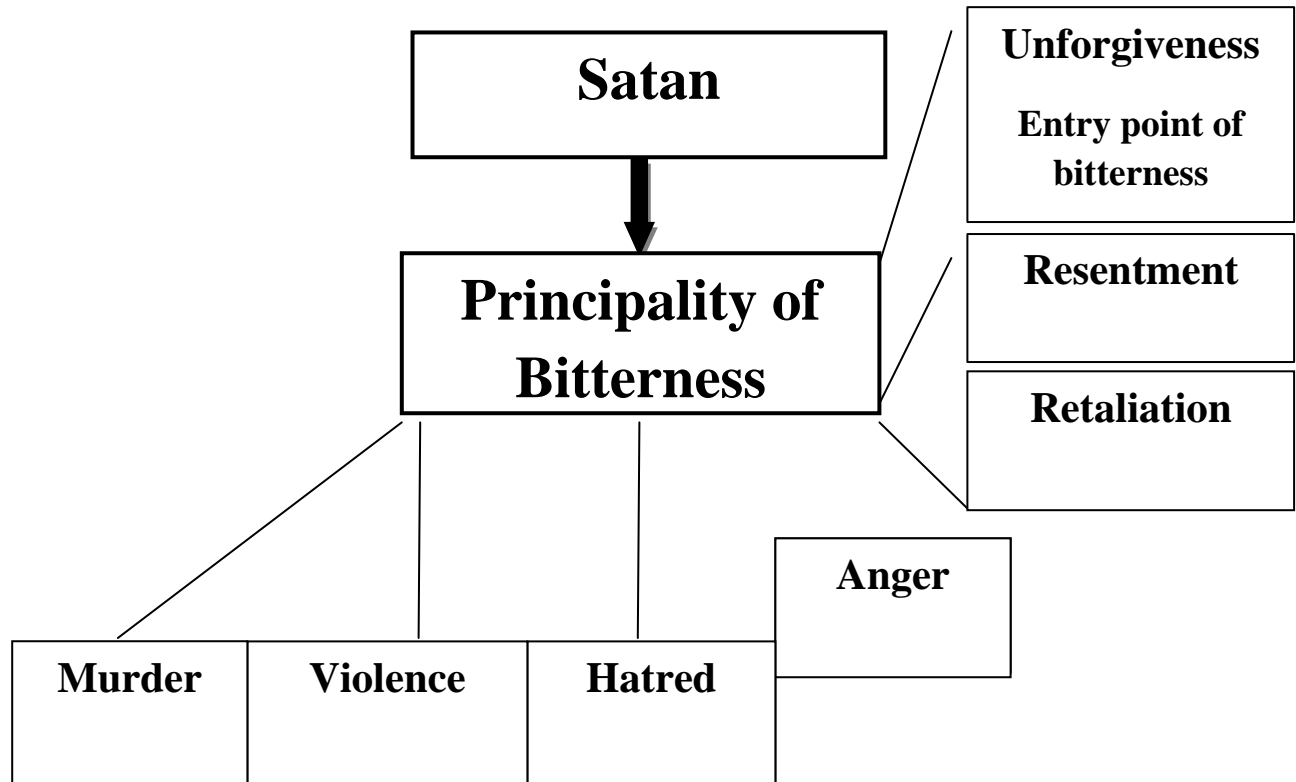 Satan
Principality of
Bitterness
Unforgiveness
Entry point of
bitterness
Resentment
Retaliation
Anger
Murder
Violence
Hatred